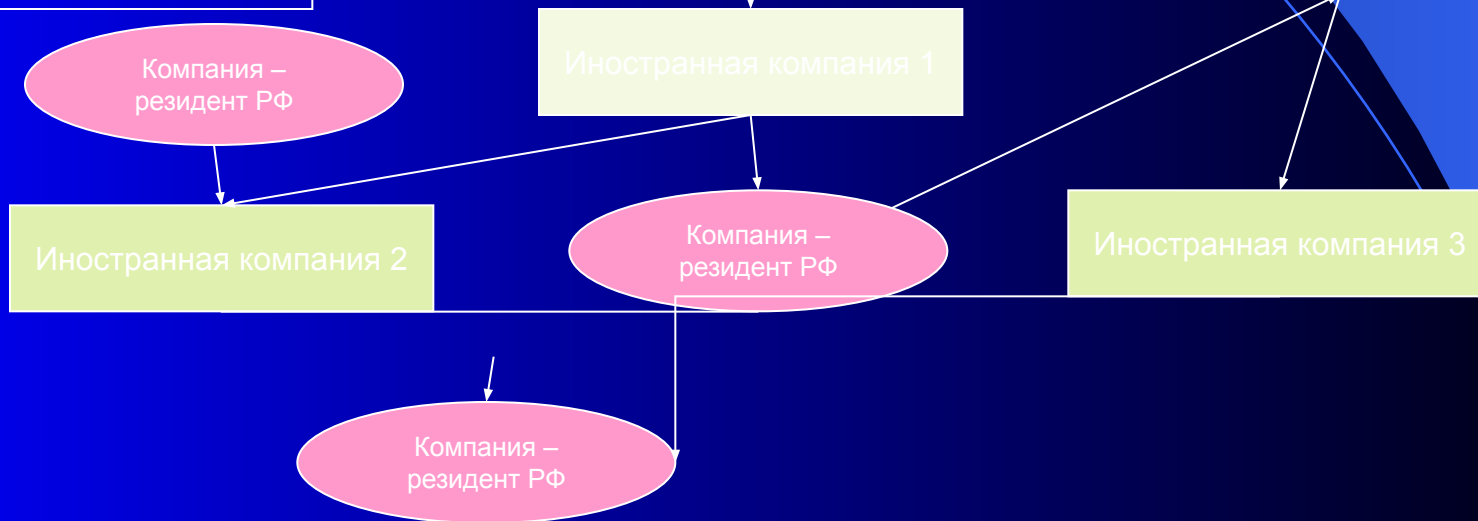 Компания –
резидент РФ
Иностранная компания 1
Иностранная компания 2
Компания –
резидент РФ
Иностранная компания 3
Компания –
резидент РФ